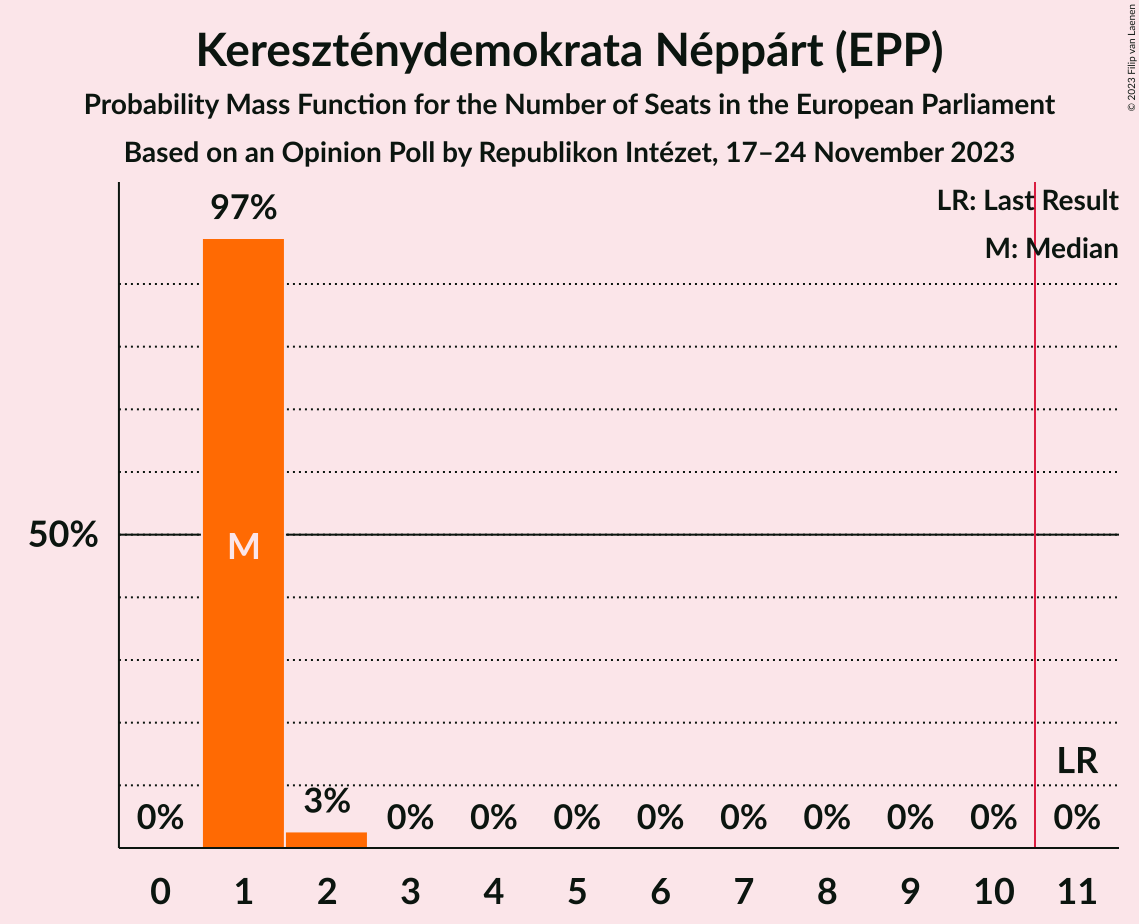 Kereszténydemokrata Néppárt (EPP)
Probability Mass Function for the Number of Seats in the European Parliament
Based on an Opinion Poll by Republikon Intézet, 17–24 November 2023
© 2023 Filip van Laenen
LR: Last Result
M: Median
97%
50%
M
LR
0%
3%
0%
0%
0%
0%
0%
0%
0%
0%
0%
0 1 2 3 4 5 6 7 8 9 10 11